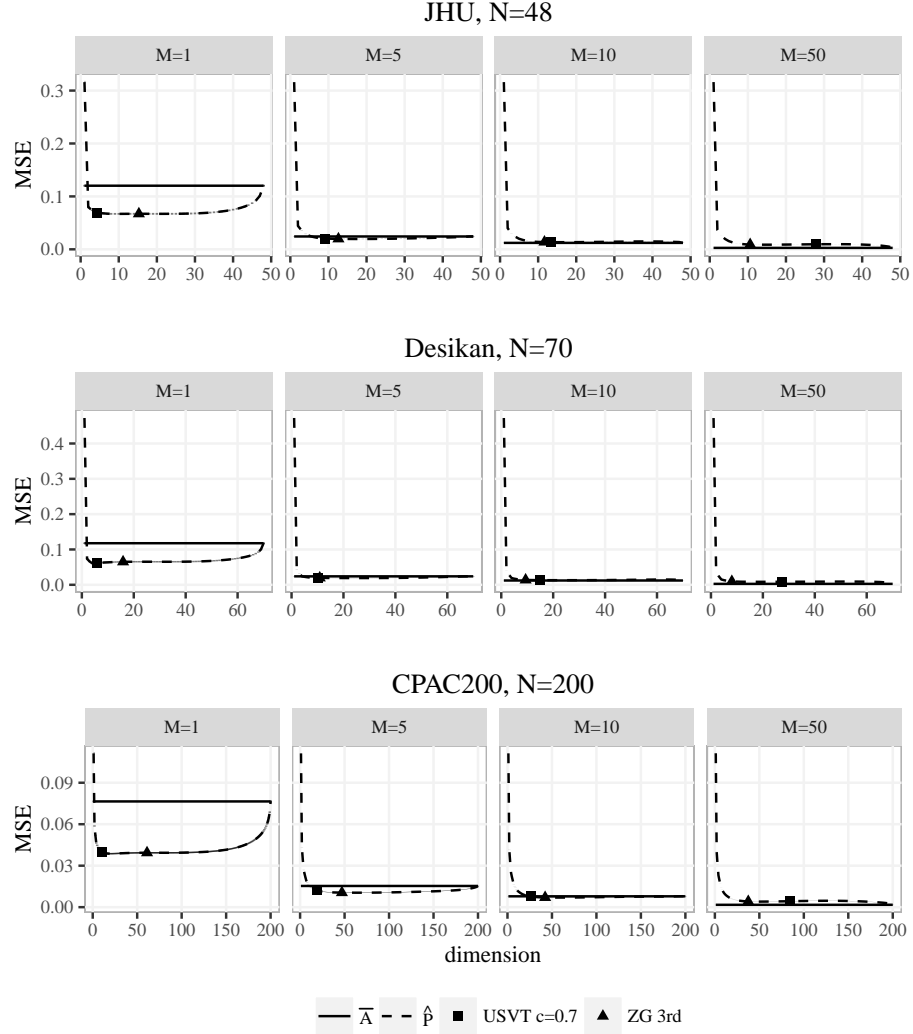 JHU, N=48
M=1 M=5 M=10 M=50
MSE
0.3
0.2
0.1
0.0
0 10 20 30 40 50 0 10 20 30 40 50 0 10 20 30 40 50 0 10 20 30 40 50
Desikan, N=70
M=1 M=5 M=10 M=50
MSE
0.4
0.3
0.2
0.1
0.0
0 20 40 60 0 20 40 60 0 20 40 60 0 20 40 60
CPAC200, N=200
M=1 M=5 M=10 M=50
MSE
0.09
0.06
0.03
0.00
0 50 100 150 200 0 50 100 150 200 0 50 100 150 200 0 50 100 150 200
dimension
A̅ P̂ USVT c=0.7 ZG 3rd